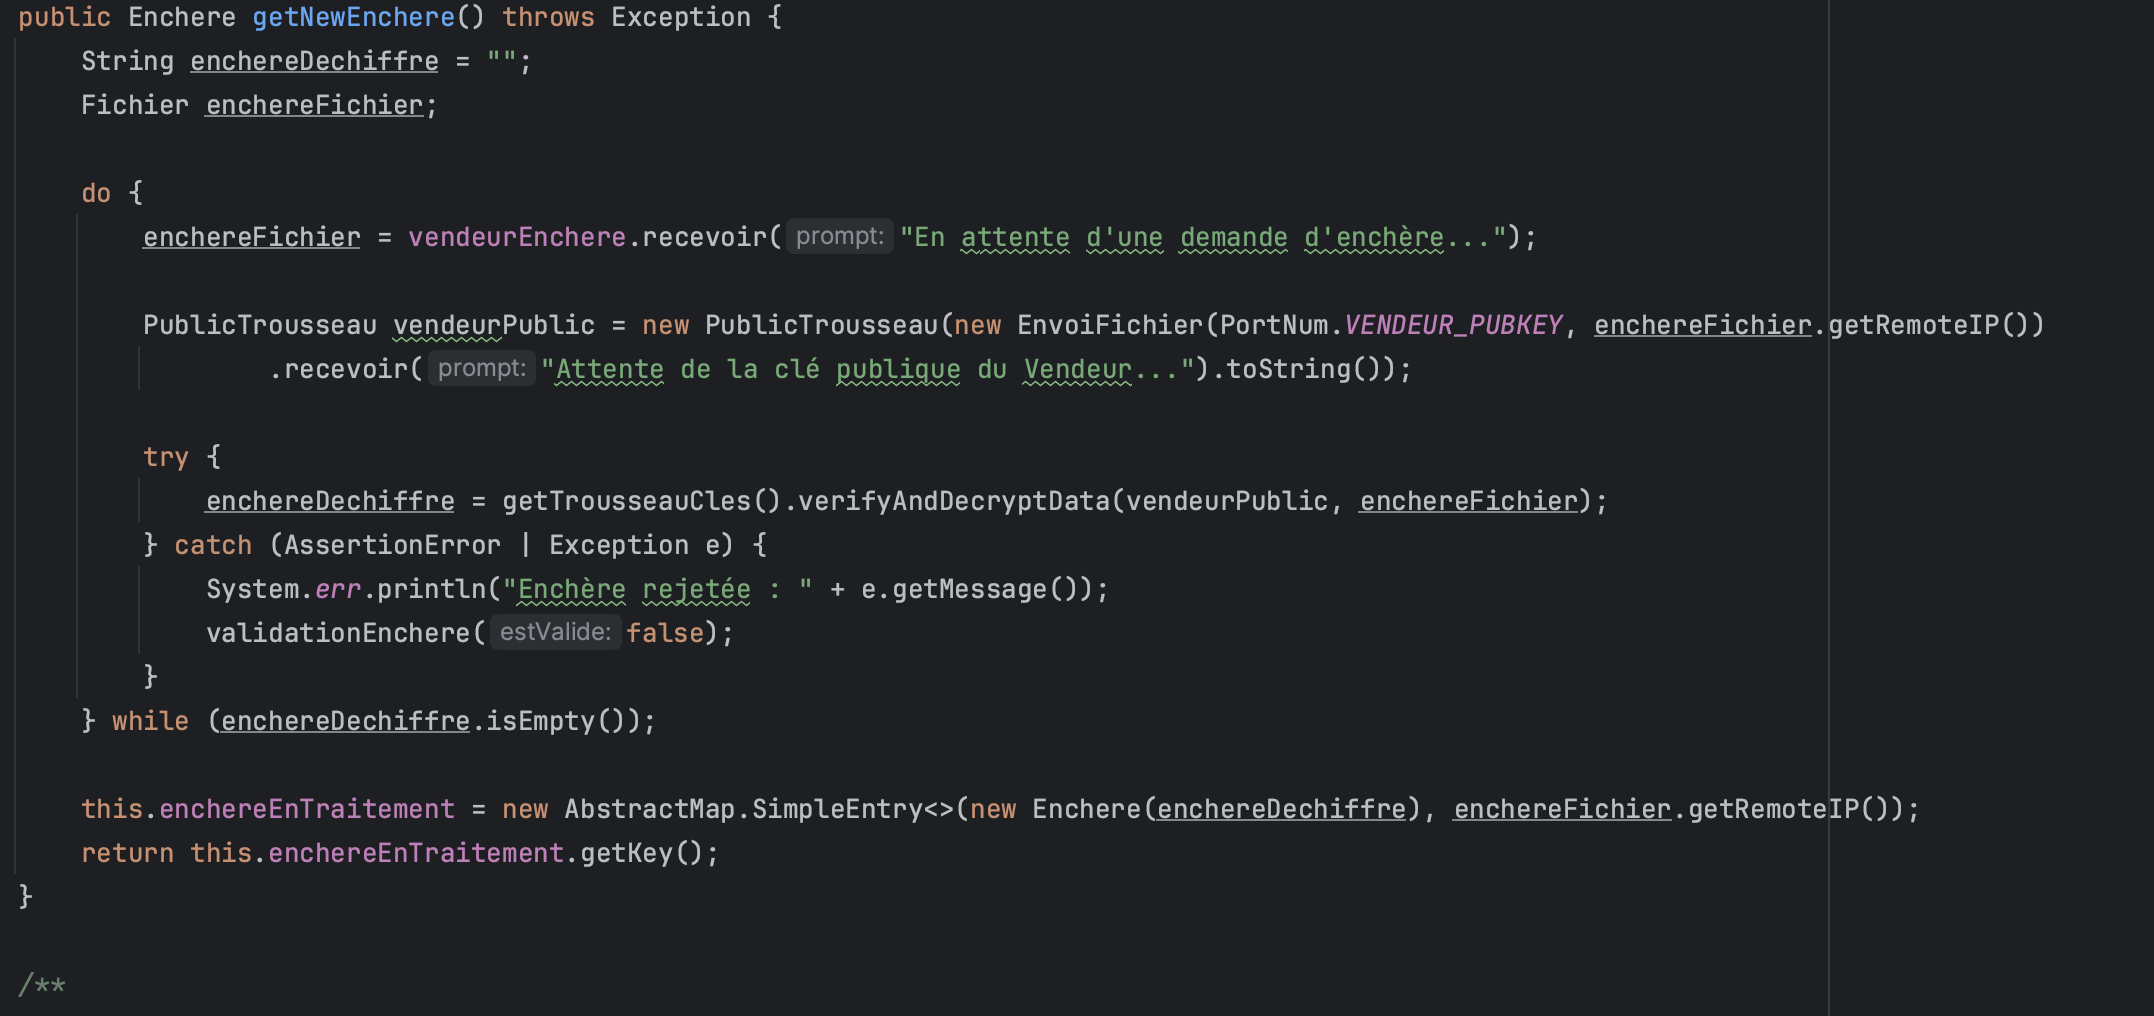 public Enchere getNewEnchere() throws Exception {
    String enchereDechiffre = "";
    Fichier enchereFichier;

    do {
        enchereFichier = vendeurEnchere.recevoir( prompt: "En attente d'une demande d'enchère...");

        PublicTrousseau vendeurPublic = new PublicTrousseau(new EnvoiFichier(PortNum.VENDEUR_PUBKEY, enchereFichier.getRemoteIP())
                .recevoir( prompt: "Attente de la clé publique du Vendeur...").toString());

        try {
            enchereDechiffre = getTrousseauCles().verifyAndDecryptData(vendeurPublic, enchereFichier);
        } catch (AssertionError | Exception e) {
            System.err.println("Enchère rejetée : " + e.getMessage());
            validationEnchere( estValide: false);
        }
    } while (enchereDechiffre.isEmpty());

    this.enchereEnTraitement = new AbstractMap.SimpleEntry<>(new Enchere(enchereDechiffre), enchereFichier.getRemoteIP());
    return this.enchereEnTraitement.getKey();
}

/**